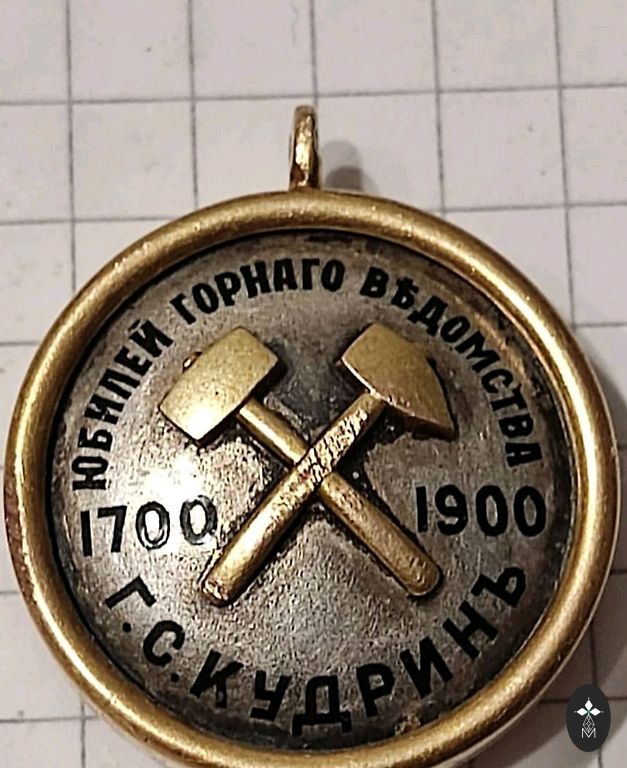 ЮБИЛЕЙ ГОРНАГО ВѢДОМСТВА
1700 1900
Г.С.КУДРИНЪ